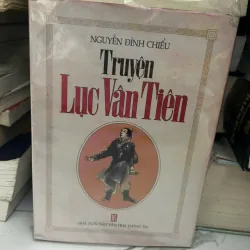 NGUYỄN ĐÌNH CHIỂU
Truyện
Lục Vân Tiên